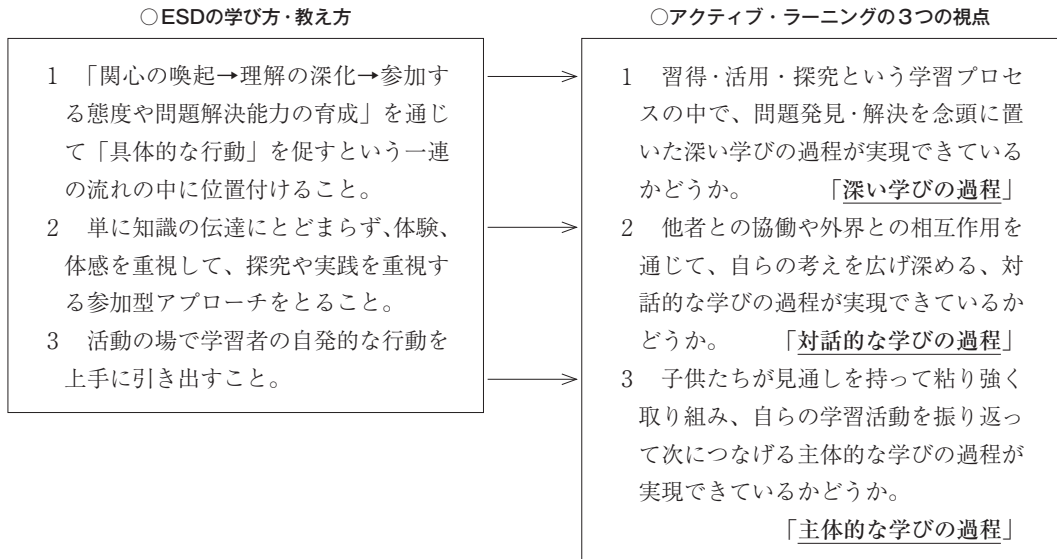 ○ESDの学び方・教え方
1 「関心の喚起→理解の深化→参加す
る態度や問題解決能力の育成」を通じ
て「具体的な行動」を促すという一連
の流れの中に位置付けること。
2 単に知識の伝達にとどまらず、体験、
体感を重視して、探究や実践を重視す
る参加型アプローチをとること。
3 活動の場で学習者の自発的な行動を
上手に引き出すこと。
○アクティブ・ラーニングの3つの視点
1 習得・活用・探究という学習プロセ
スの中で、問題発見・解決を念頭に置
いた深い学びの過程が実現できている
かどうか。 「深い学びの過程」
2 他者との協働や外界との相互作用を
通じて、自らの考えを広げ深める、対
話的な学びの過程が実現できているか
どうか。 「対話的な学びの過程」
3 子供たちが見通しを持って粘り強く
取り組み、自らの学習活動を振り返っ
て次につなげる主体的な学びの過程が
実現できているかどうか。
「主体的な学びの過程」